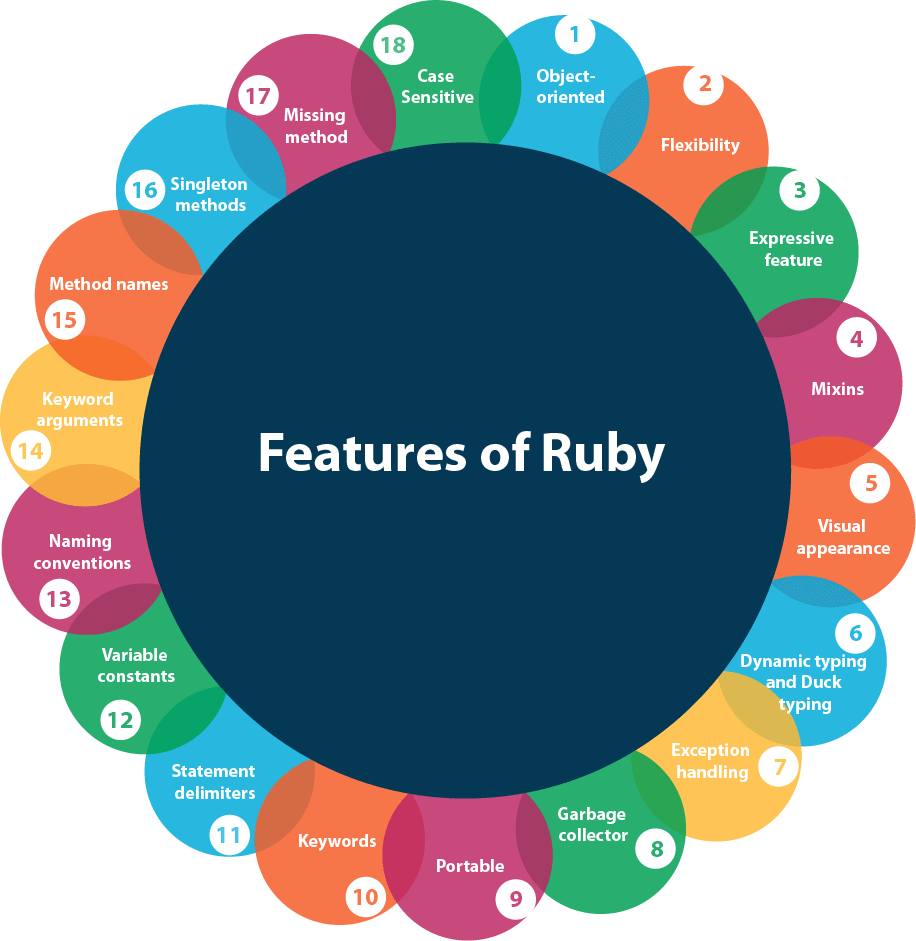 Features of Ruby
1
Object-
oriented
2
Flexibility
3
Expressive
feature
4
Mixins
5
Visual
appearance
6
Dynamic typing
and Duck
typing
7
Exception
handling
8
Garbage
collector
9
Portable
10
Keywords
11
Statement
delimiters
12
Variable
constants
13
Naming
conventions
14
Keyword
arguments
15
Method names
16
Singleton
methods
17
Missing
method
18
Case
Sensitive